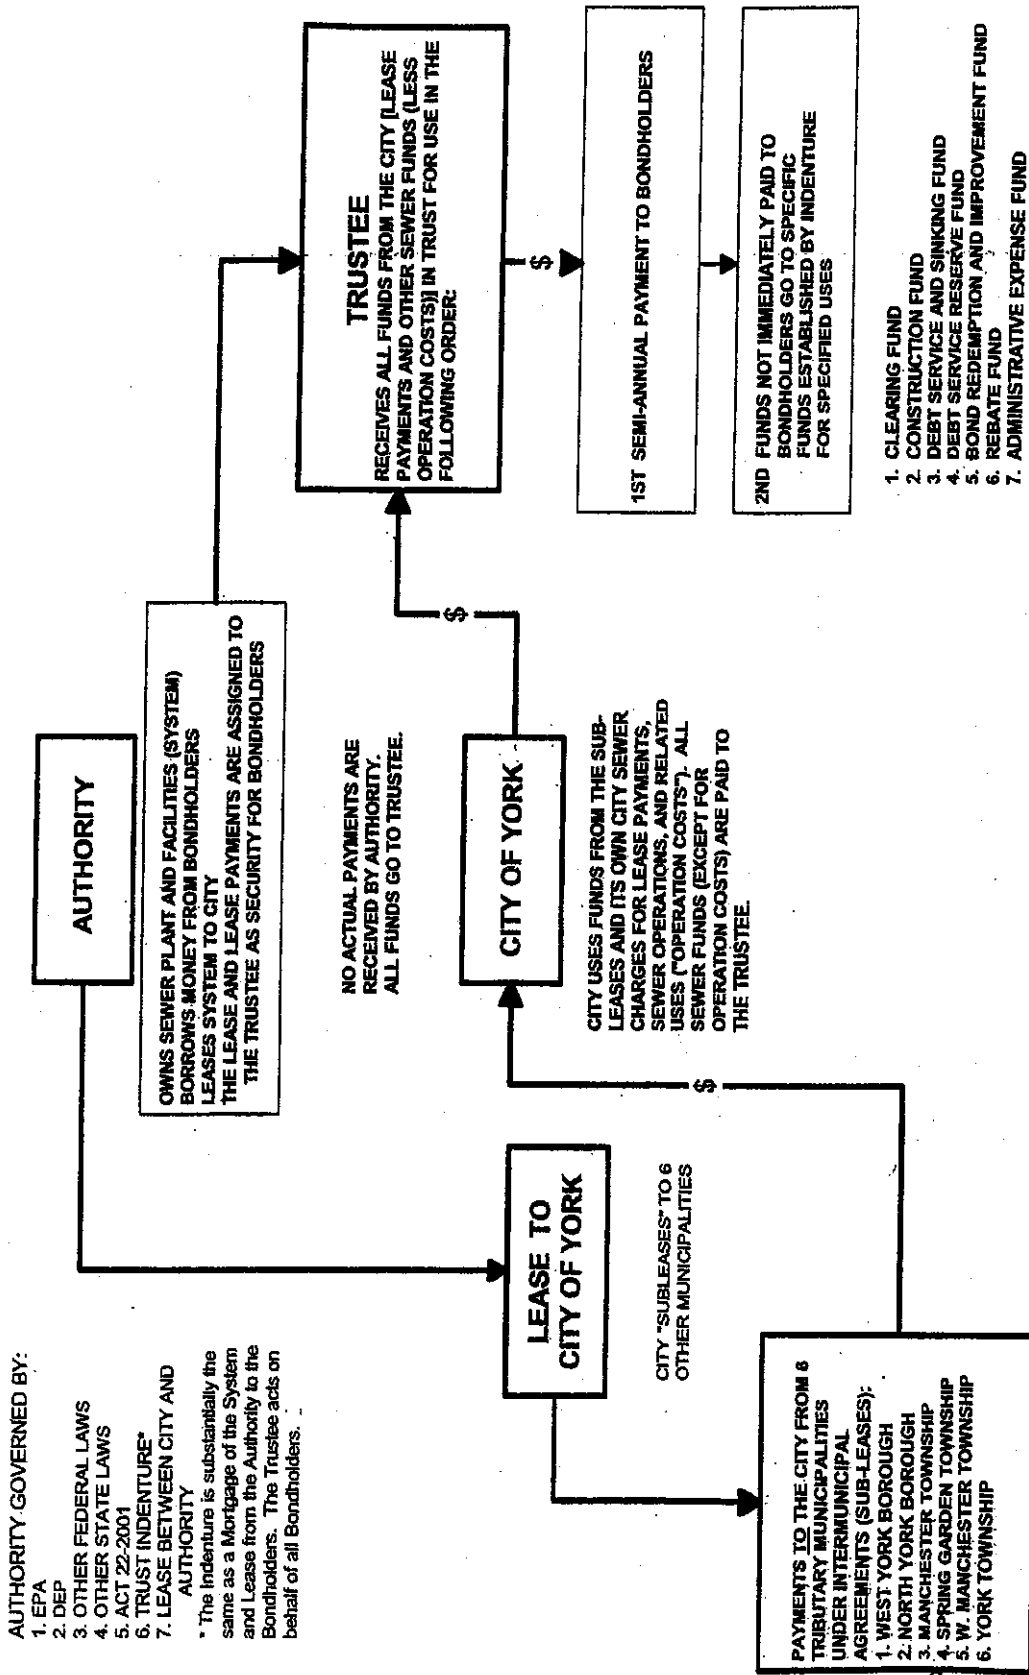 AUTHORITY GOVERNED BY:
1. EPA
2. DEP
3. OTHER FEDERAL LAWS
4. OTHER STATE LAWS
5. ACT 22-2001
6. TRUST INDENTURE*
7. LEASE BETWEEN CITY AND
AUTHORITY
* The Indenture is substantially the
same as a Mortgage of the System
and Lease from the Authority to the
Bondholders. The Trustee acts on
behalf of all Bondholders.
AUTHORITY
OWNS SEWER PLANT AND FACILITIES (SYSTEM)
BORROWS MONEY FROM BONDHOLDERS
LEASES SYSTEM TO CITY
THE LEASE AND LEASE PAYMENTS ARE ASSIGNED TO
THE TRUSTEE AS SECURITY FOR BONDHOLDERS
NO ACTUAL PAYMENTS ARE
RECEIVED BY AUTHORITY.
ALL FUNDS GO TO TRUSTEE.
LEASE TO
CITY OF YORK
CITY "SUBLEASES" TO 6
OTHER MUNICIPALITIES
PAYMENTS TO THE CITY FROM 6
TRIBUTARY MUNICIPALITIES
UNDER INTERMUNICIPAL
AGREEMENTS (SUB-LEASES):
1. WEST YORK BOROUGH
2. NORTH YORK BOROUGH
3. MANCHESTER TOWNSHIP
4. SPRING GARDEN TOWNSHIP
5. W. MANCHESTER TOWNSHIP
6. YORK TOWNSHIP
$
CITY OF YORK
CITY USES FUNDS FROM THE SUB-
LEASES AND ITS OWN CITY SEWER
CHARGES FOR LEASE PAYMENTS,
SEWER OPERATIONS, AND RELATED
USES ("OPERATION COSTS"). ALL
SEWER FUNDS (EXCEPT FOR
OPERATION COSTS) ARE PAID TO
THE TRUSTEE.
$
TRUSTEE
RECEIVES ALL FUNDS FROM THE CITY [LEASE
PAYMENTS AND OTHER SEWER FUNDS (LESS
OPERATION COSTS)] IN TRUST FOR USE IN THE
FOLLOWING ORDER:
$
1ST SEMI-ANNUAL PAYMENT TO BONDHOLDERS
2ND FUNDS NOT IMMEDIATELY PAID TO
BONDHOLDERS GO TO SPECIFIC
FUNDS ESTABLISHED BY INDENTURE
FOR SPECIFIED USES
1. CLEARING FUND
2. CONSTRUCTION FUND
3. DEBT SERVICE AND SINKING FUND
4. DEBT SERVICE RESERVE FUND
5. BOND REDEMPTION AND IMPROVEMENT FUND
6. REBATE FUND
7. ADMINISTRATIVE EXPENSE FUND